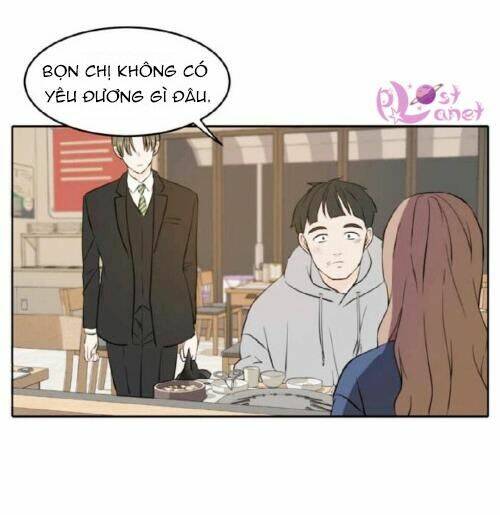 BỌN CHỊ KHÔNG CÓ
YÊU ĐƯƠNG GÌ ĐÂU.
Lost
Planet